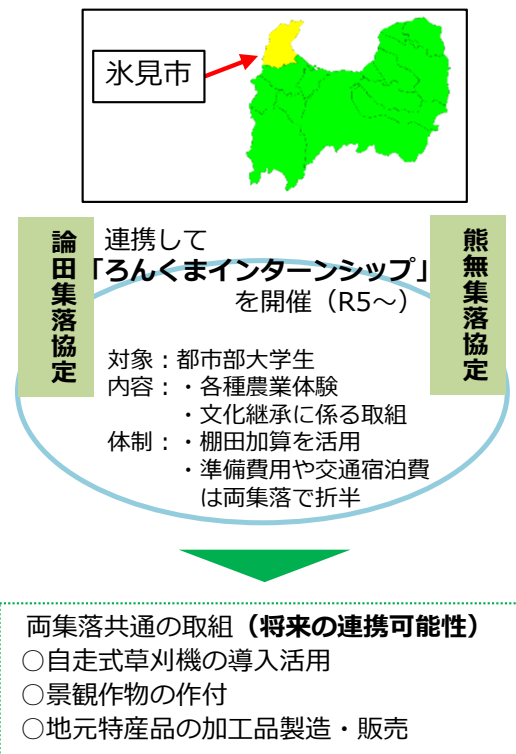 氷見市
論田集落協定
熊無集落協定
連携して
「ろんくまインターンシップ」
を開催（R5～）
対象：都市部大学生
内容：・各種農業体験
・文化継承に係る取組
体制：・棚田加算を活用
・準備費用や交通宿泊費
は両集落で折半
両集落共通の取組（将来の連携可能性）
○自走式草刈機の導入活用
○景観作物の作付
○地元特産品の加工品製造・販売